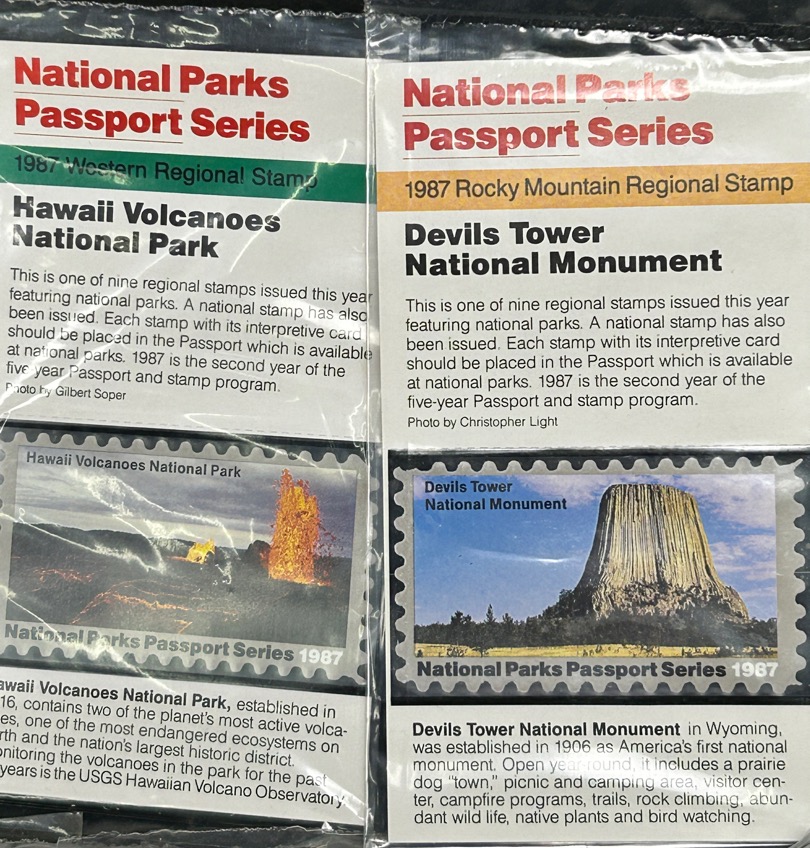 National Parks
Passport Series
1987 Western Regional Stamp
Hawaii Volcanoes
National Park
This is one of nine regional stamps issued this year
featuring national parks. A national stamp has also
been issued. Each stamp with its interpretive card
should be placed in the Passport which is available
at national parks. 1987 is the second year of the
five year Passport and stamp program.
Photo by Gilbert Soper
Hawaii Volcanoes National Park
National Parks Passport Series 1987
awaii Volcanoes National Park, established in
16, contains two of the planet's most active volca-
es, one of the most endangered ecosystems on
rth and the nation's largest historic district.
onitoring the volcanoes in the park for the past
years is the USGS Hawaiian Volcano Observatory
National Parks
Passport Series
1987 Rocky Mountain Regional Stamp
Devils Tower
National Monument
This is one of nine regional stamps issued this year
featuring national parks. A national stamp has also
been issued. Each stamp with its interpretive card
should be placed in the Passport which is available
at national parks. 1987 is the second year of the
five-year Passport and stamp program.
Photo by Christopher Light
Devils Tower
National Monument
National Parks Passport Series 1987
Devils Tower National Monument in Wyoming,
was established in 1906 as America's first national
monument. Open year-round, it includes a prairie
dog "town," picnic and camping area, visitor cen-
ter, campfire programs, trails, rock climbing, abun-
dant wild life, native plants and bird watching.